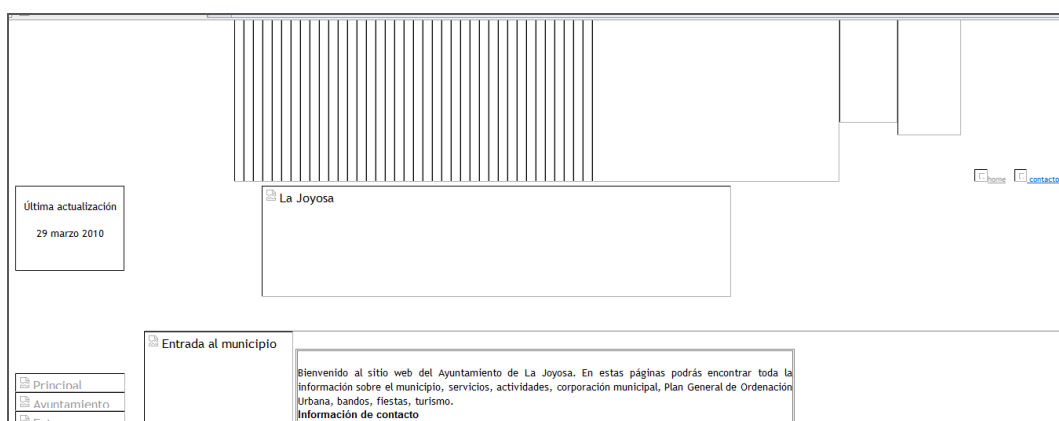 home contacto
Última actualización
29 marzo 2010
La Joyosa
Entrada al municipio
Principal
Ayuntamiento
Bienvenido al sitio web del Ayuntamiento de La Joyosa. En estas páginas podrás encontrar toda la
información sobre el municipio, servicios, actividades, corporación municipal, Plan General de Ordenación
Urbana, bandos, fiestas, turismo.
Información de contacto